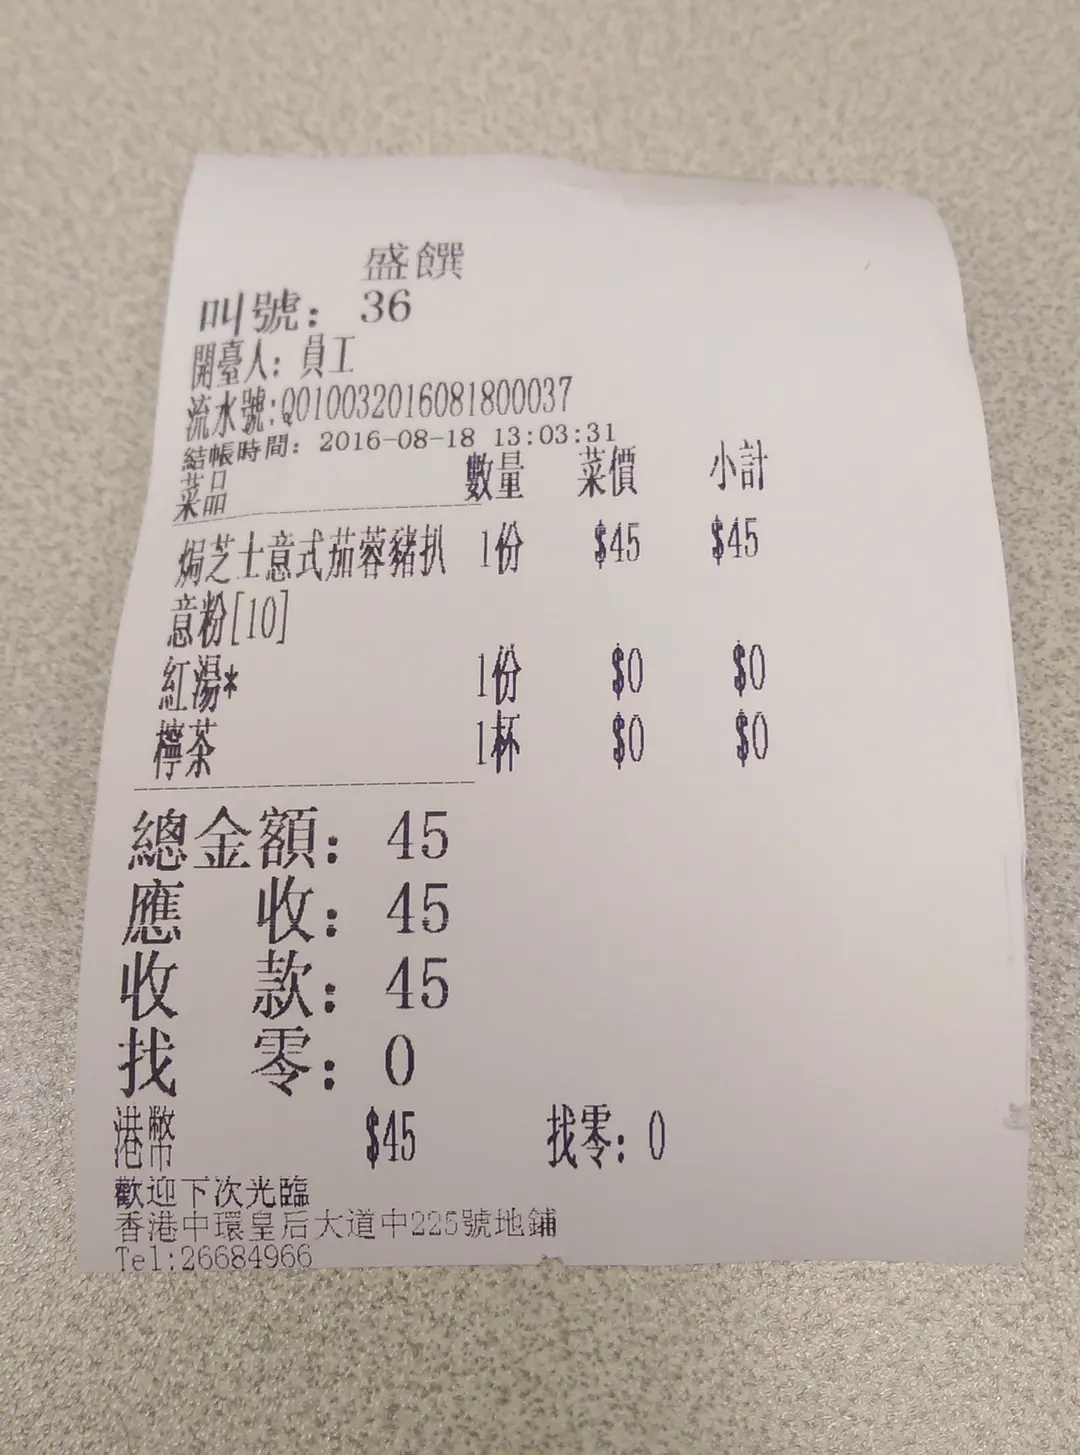 盛饌
叫號： 36
開臺人：員工
流水號:Q0100320160818​00037
結帳時間：2016-08-18 13:03:31
菜品 數量 菜價 小計
焗芝士意式茄蓉豬扒 1份 $45 $45
意粉[10]
紅湯* 1份 $0 $0
檸茶 1杯 $0 $0
總金額：45
應 收：45
收 款：45
找 零：0
港幣 $45 找零：0
歡迎下次光臨
香港中環皇后大道中225號地鋪
Tel:26684966